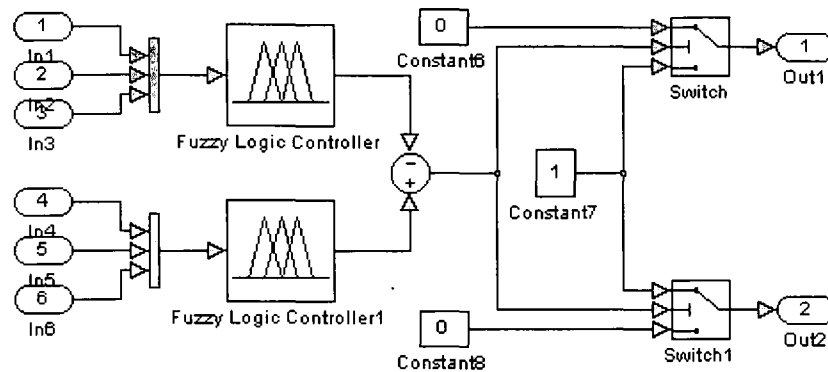 1
In1
2
In2
3
In3
Fuzzy Logic Controller
4
In4
5
In5
6
In6
Fuzzy Logic Controller1
-
+
0
Constant6
1
Constant7
0
Constant8
Switch
1
Out1
Switch1
2
Out2